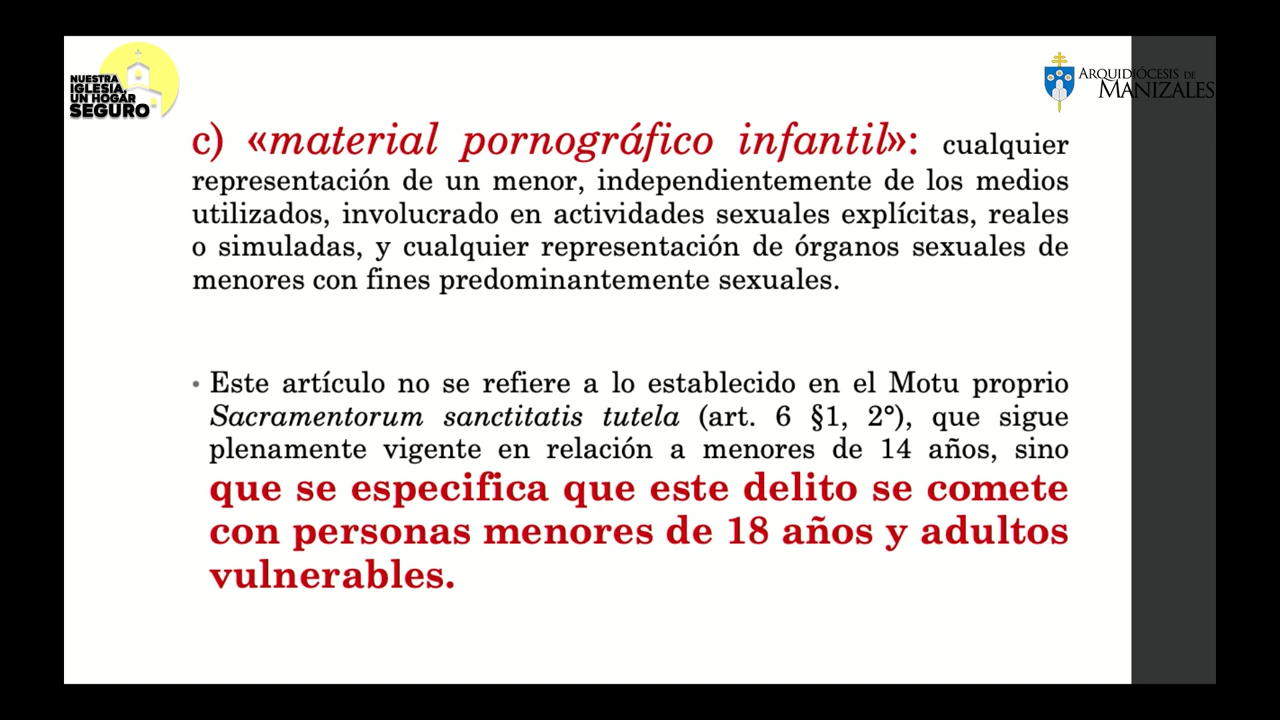 NUESTRA
IGLESIA,
UN HOGAR
SEGURO
ARQUIDIÓCESIS DE
MANIZALES
c) «material pornográfico infantil»: cualquier
representación de un menor, independientemente de los medios
utilizados, involucrado en actividades sexuales explícitas, reales
o simuladas, y cualquier representación de órganos sexuales de
menores con fines predominantemente sexuales.
• Este artículo no se refiere a lo establecido en el Motu proprio
Sacramentorum sanctitatis tutela (art. 6 §1, 2°), que sigue
plenamente vigente en relación a menores de 14 años, sino
que se especifica que este delito se comete
con personas menores de 18 años y adultos
vulnerables.